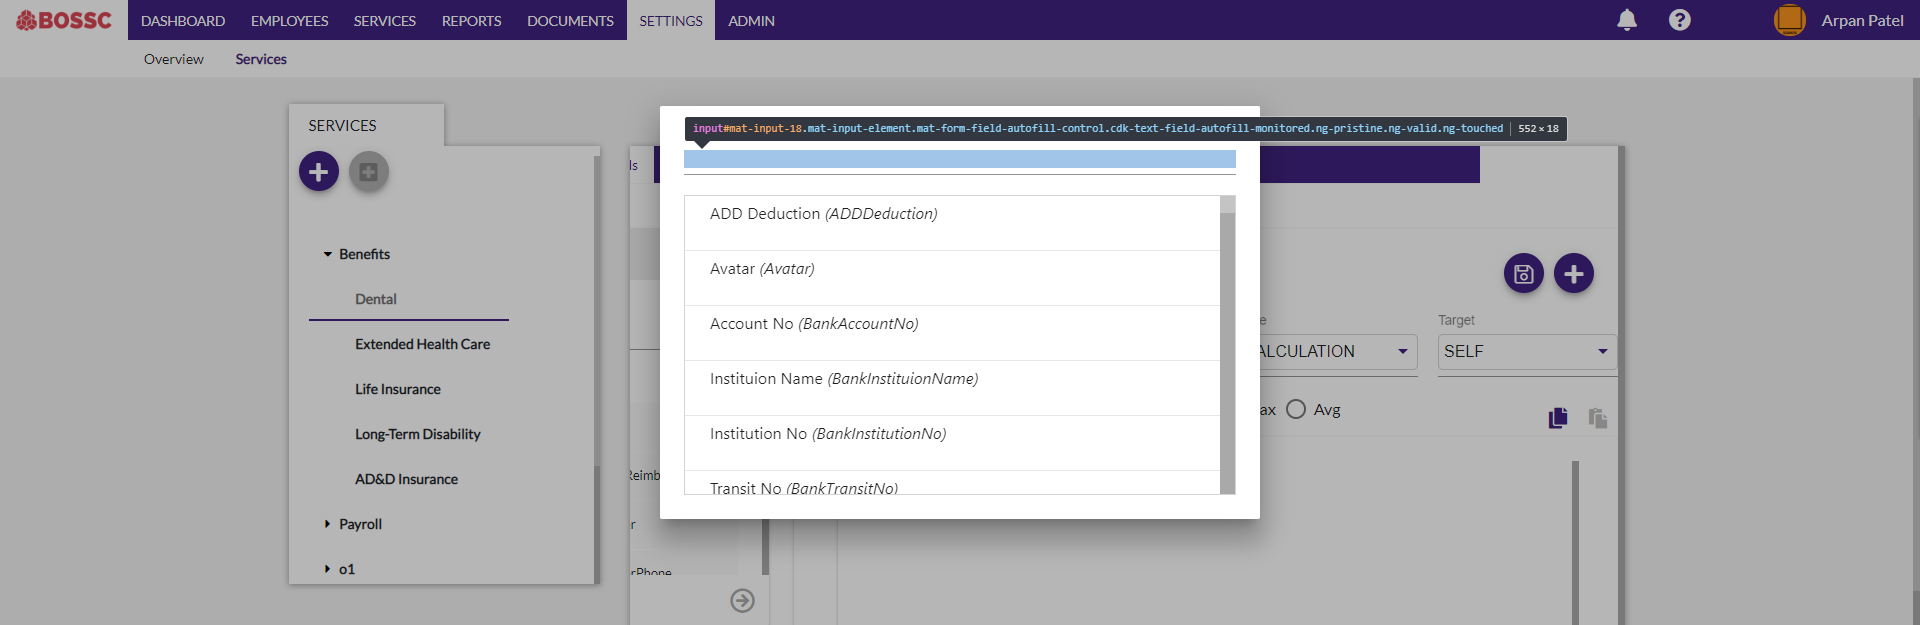 BOSSC DASHBOARD EMPLOYEES SERVICES REPORTS DOCUMENTS SETTINGS ADMIN ? Arpan Patel
Overview Services
SERVICES
input#mat-input-18.mat-input-element.mat-form-field-autofill-control.cdk-text-field-autofill-monitored.ng-pristine.ng-valid.ng-touched 552 × 18
ls
ADD Deduction (ADDDeduction)
Benefits
Avatar (Avatar)
Dental
e Target
Account No (BankAccountNo)
Extended Health Care
ALCULATION SELF
Instituion Name (BankInstituionName)
Life Insurance
ax Avg
Long-Term Disability
Institution No (BankInstitutionNo)
AD&D Insurance
Reimb
Transit No (BankTransitNo)
Payroll
r
o1
rPhone